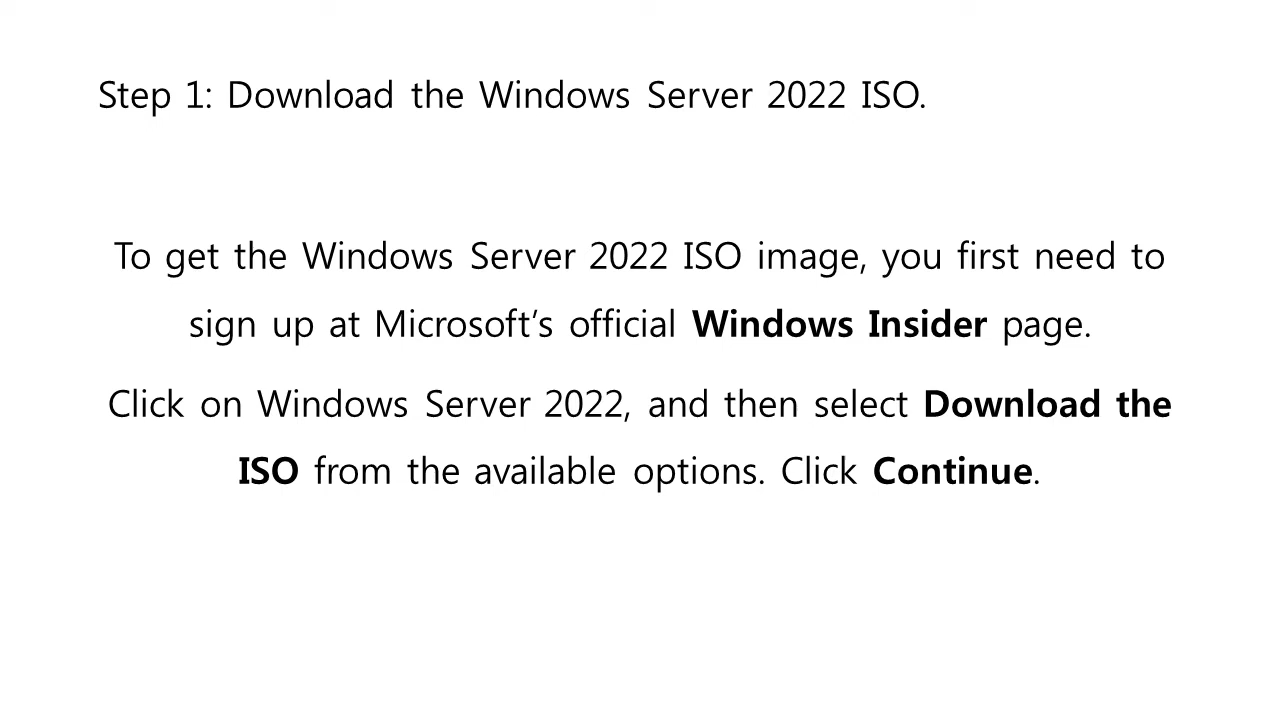 Step 1: Download the Windows Server 2022 ISO.
To get the Windows Server 2022 ISO image, you first need to
sign up at Microsoft’s official Windows Insider page.
Click on Windows Server 2022, and then select Download the
ISO from the available options. Click Continue.